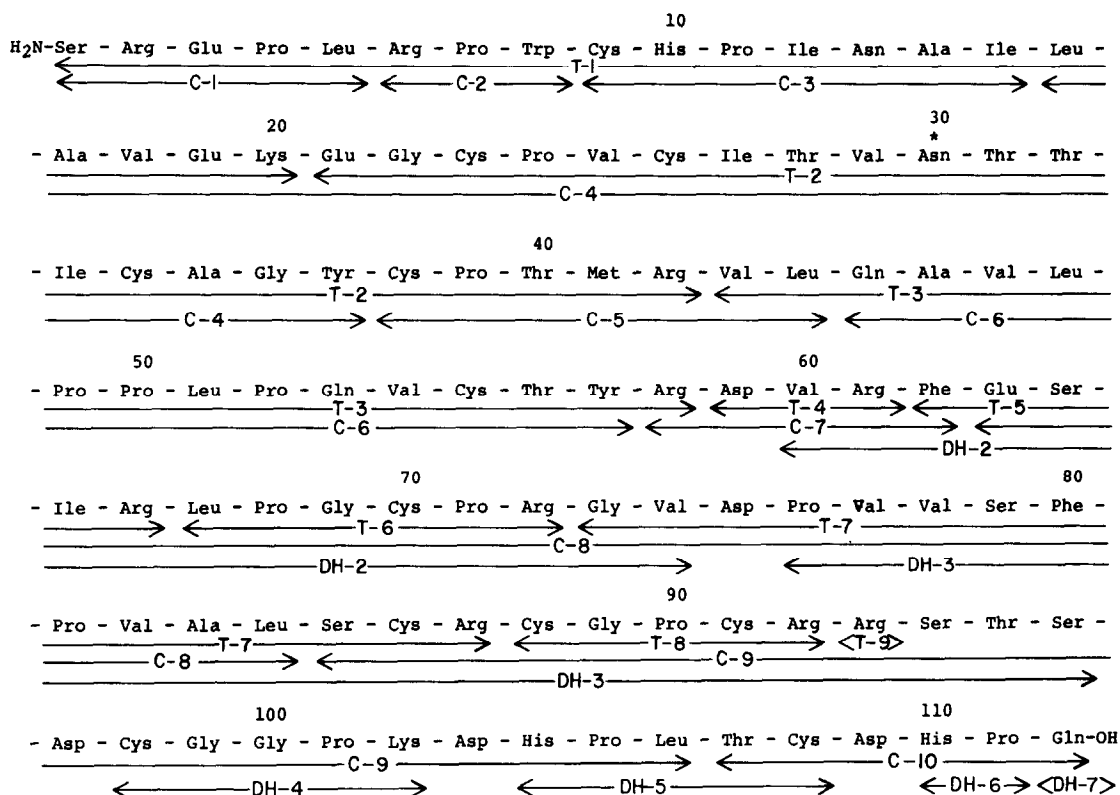 10
H2N-Ser - Arg - Glu - Pro - Leu - Arg - Pro - Trp - Cys - His - Pro - Ile - Asn - Ala - Ile - Leu -
T-1
C-1 C-2 C-3
20 30
*
- Ala - Val - Glu - Lys - Glu - Gly - Cys - Pro - Val - Cys - Ile - Thr - Val - Asn - Thr - Thr
T-2
C-4
40
- Ile - Cys - Ala - Gly - Tyr - Cys - Pro - Thr - Met - Arg - Val - Leu - Gln - Ala - Val - Leu -
T-2 T-3
C-4 C-5 C-6
50 60
- Pro - Pro - Leu - Pro - Gln - Val - Cys - Thr - Tyr - Arg - Asp - Val - Arg - Phe - Glu - Ser -
T-3 T-4 T-5
C-6 C-7
DH-2
70 80
- Ile - Arg - Leu - Pro - Gly - Cys - Pro - Arg - Gly - Val - Asp - Pro - Val - Val - Ser - Phe -
T-6 T-7
C-8
DH-2 DH-3
90
- Pro - Val - Ala - Leu - Ser - Cys - Arg - Cys - Gly - Pro - Cys - Arg - Arg - Ser - Thr - Ser -
T-7 T-8 T-9
C-8 C-9
DH-3
100 110
- Asp - Cys - Gly - Gly - Pro - Lys - Asp - His - Pro - Leu - Thr - Cys - Asp - His - Pro - Gln-OH
C-9 C-10
DH-4 DH-5 DH-6 DH-7